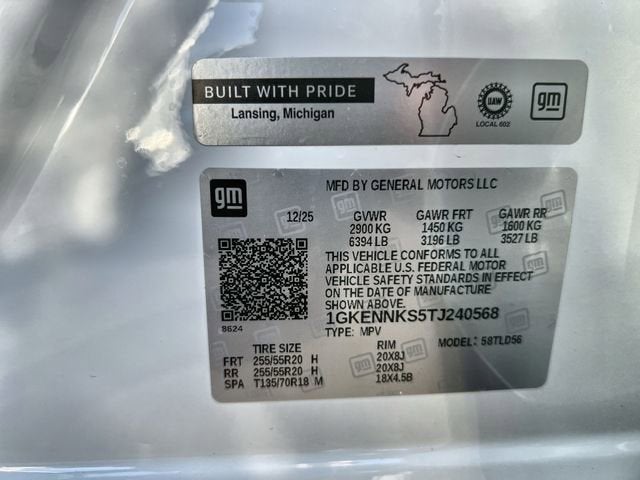 BUILT WITH PRIDE
Lansing, Michigan
UAW
LOCAL 602
gm
gm
MFD BY GENERAL MOTORS LLC
12/25 GVWR GAWR FRT GAWR RR
2900 KG 1450 KG 1600 KG
6394 LB 3196 LB 3527 LB
THIS VEHICLE CONFORMS TO ALL
APPLICABLE U.S. FEDERAL MOTOR
VEHICLE SAFETY STANDARDS IN EFFECT
ON THE DATE OF MANUFACTURE
SHOWN ABOVE.
1GKENNKS5TJ240568
8624
TYPE: MPV MODEL: 58TLD56
TIRE SIZE RIM
FRT 255/55R20 H 20X8J
RR 255/55R20 H 20X8J
SPA T135/70R18 M 18X4.5B